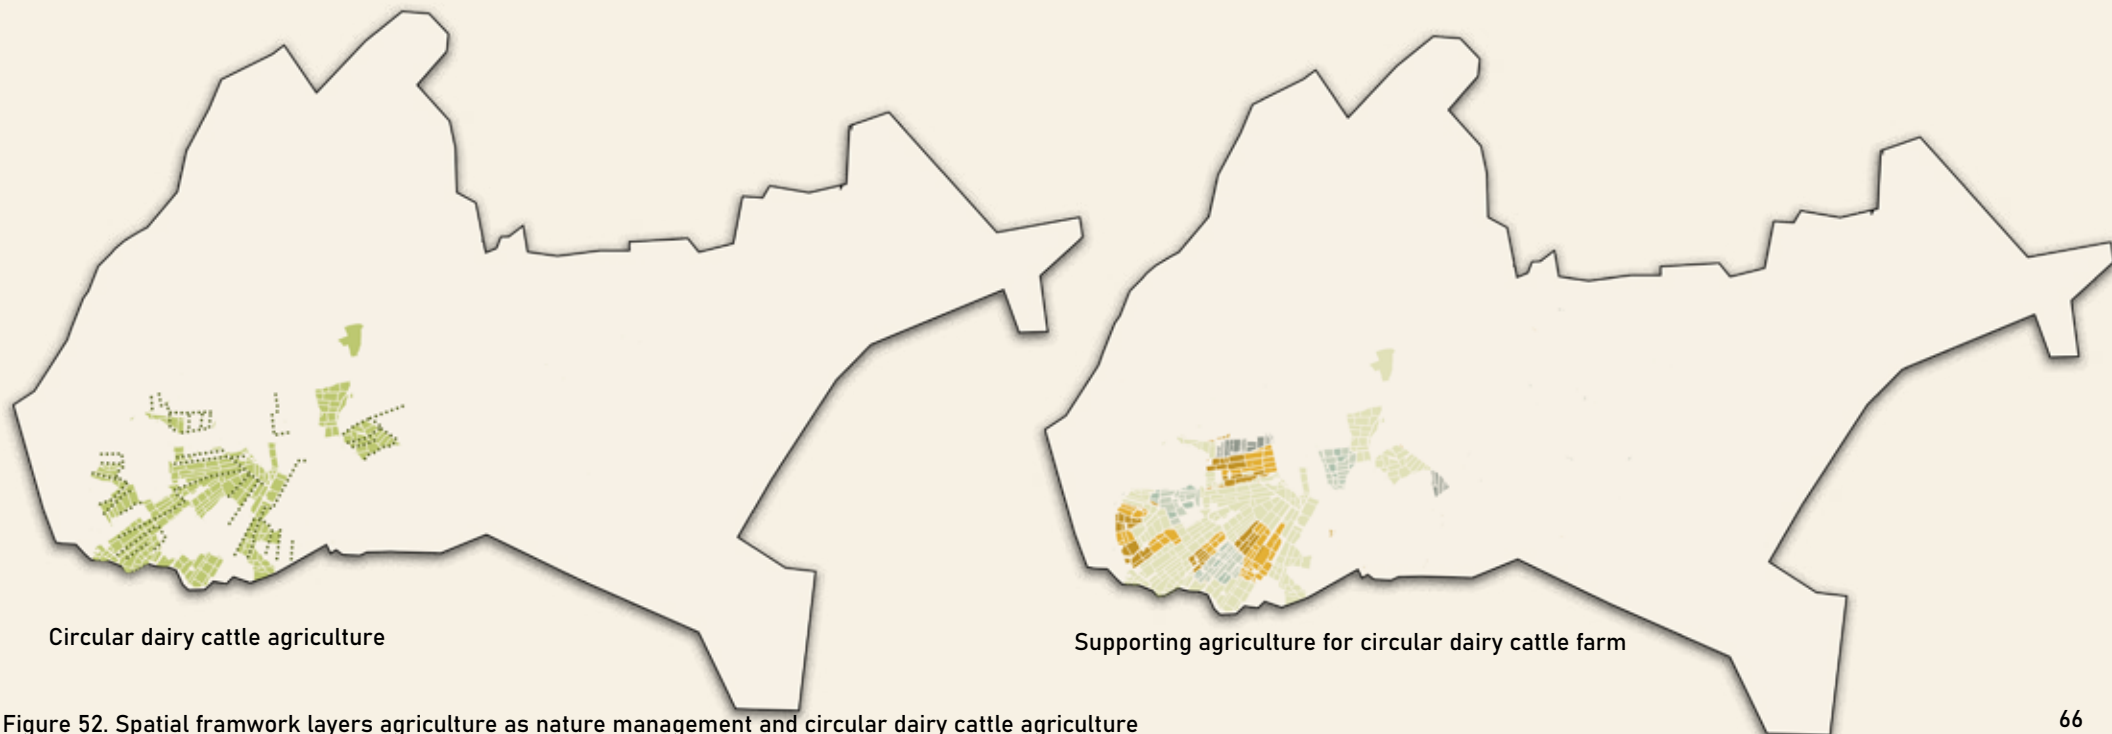 Circular dairy cattle agriculture
Supporting agriculture for circular dairy cattle farm
Figure 52. Spatial framwork layers agriculture as nature management and circular dairy cattle agriculture
66